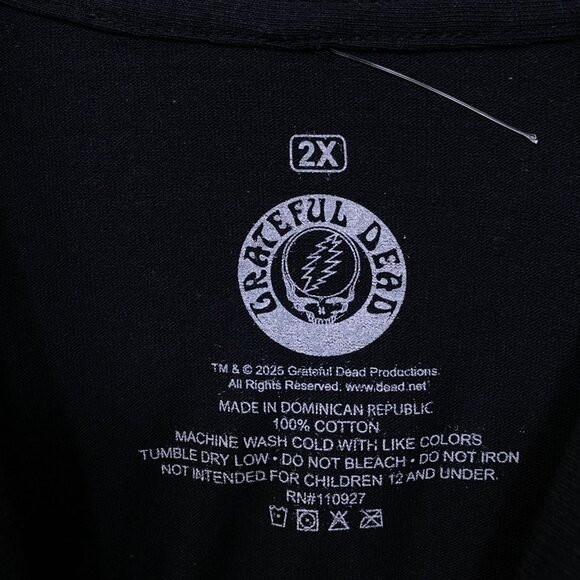 2X
GRATEFUL DEAD
TM & © 2025 Grateful Dead Productions.
All Rights Reserved. www.dead.net
MADE IN DOMINICAN REPUBLIC
100% COTTON
MACHINE WASH COLD WITH LIKE COLORS
TUMBLE DRY LOW • DO NOT BLEACH • DO NOT IRON
NOT INTENDED FOR CHILDREN 12 AND UNDER.
RN#110927